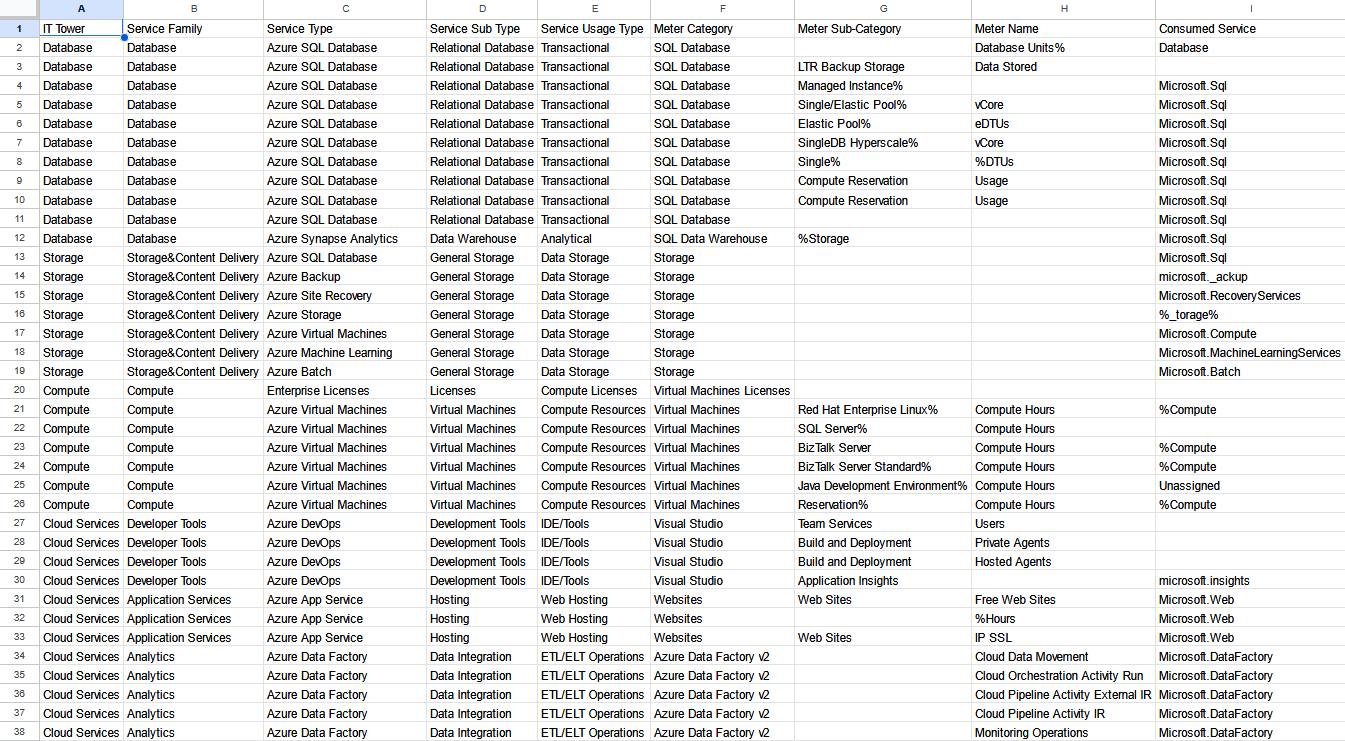 A B C D E F G H I
1 IT Tower Service Family Service Type Service Sub Type Service Usage Type Meter Category Meter Sub-Category Meter Name Consumed Service
2 Database Database Azure SQL Database Relational Database Transactional SQL Database Database Units% Database
3 Database Database Azure SQL Database Relational Database Transactional SQL Database LTR Backup Storage Data Stored
4 Database Database Azure SQL Database Relational Database Transactional SQL Database Managed Instance% Microsoft.Sql
5 Database Database Azure SQL Database Relational Database Transactional SQL Database Single/Elastic Pool% vCore Microsoft.Sql
6 Database Database Azure SQL Database Relational Database Transactional SQL Database Elastic Pool% eDTUs Microsoft.Sql
7 Database Database Azure SQL Database Relational Database Transactional SQL Database SingleDB Hyperscale% vCore Microsoft.Sql
8 Database Database Azure SQL Database Relational Database Transactional SQL Database Single% %DTUs Microsoft.Sql
9 Database Database Azure SQL Database Relational Database Transactional SQL Database Compute Reservation Usage Microsoft.Sql
10 Database Database Azure SQL Database Relational Database Transactional SQL Database Compute Reservation Usage Microsoft.Sql
11 Database Database Azure SQL Database Relational Database Transactional SQL Database Microsoft.Sql
12 Database Database Azure Synapse Analytics Data Warehouse Analytical SQL Data Warehouse %Storage Microsoft.Sql
13 Storage Storage&Content Delivery Azure SQL Database General Storage Data Storage Storage Microsoft.Sql
14 Storage Storage&Content Delivery Azure Backup General Storage Data Storage Storage microsoft._ackup
15 Storage Storage&Content Delivery Azure Site Recovery General Storage Data Storage Storage Microsoft.RecoveryServices
16 Storage Storage&Content Delivery Azure Storage General Storage Data Storage Storage %_torage%
17 Storage Storage&Content Delivery Azure Virtual Machines General Storage Data Storage Storage Microsoft.Compute
18 Storage Storage&Content Delivery Azure Machine Learning General Storage Data Storage Storage Microsoft.MachineLearningServices
19 Storage Storage&Content Delivery Azure Batch General Storage Data Storage Storage Microsoft.Batch
20 Compute Compute Enterprise Licenses Licenses Compute Licenses Virtual Machines Licenses
21 Compute Compute Azure Virtual Machines Virtual Machines Compute Resources Virtual Machines Red Hat Enterprise Linux% Compute Hours %Compute
22 Compute Compute Azure Virtual Machines Virtual Machines Compute Resources Virtual Machines SQL Server% Compute Hours
23 Compute Compute Azure Virtual Machines Virtual Machines Compute Resources Virtual Machines BizTalk Server Compute Hours %Compute
24 Compute Compute Azure Virtual Machines Virtual Machines Compute Resources Virtual Machines BizTalk Server Standard% Compute Hours %Compute
25 Compute Compute Azure Virtual Machines Virtual Machines Compute Resources Virtual Machines Java Development Environment% Compute Hours Unassigned
26 Compute Compute Azure Virtual Machines Virtual Machines Compute Resources Virtual Machines Reservation% Compute Hours %Compute
27 Cloud Services Developer Tools Azure DevOps Development Tools IDE/Tools Visual Studio Team Services Users
28 Cloud Services Developer Tools Azure DevOps Development Tools IDE/Tools Visual Studio Build and Deployment Private Agents
29 Cloud Services Developer Tools Azure DevOps Development Tools IDE/Tools Visual Studio Build and Deployment Hosted Agents
30 Cloud Services Developer Tools Azure DevOps Development Tools IDE/Tools Visual Studio Application Insights microsoft.insights
31 Cloud Services Application Services Azure App Service Hosting Web Hosting Websites Web Sites Free Web Sites Microsoft.Web
32 Cloud Services Application Services Azure App Service Hosting Web Hosting Websites %Hours Microsoft.Web
33 Cloud Services Application Services Azure App Service Hosting Web Hosting Websites Web Sites IP SSL Microsoft.Web
34 Cloud Services Analytics Azure Data Factory Data Integration ETL/ELT Operations Azure Data Factory v2 Cloud Data Movement Microsoft.DataFactory
35 Cloud Services Analytics Azure Data Factory Data Integration ETL/ELT Operations Azure Data Factory v2 Cloud Orchestration Activity Run Microsoft.DataFactory
36 Cloud Services Analytics Azure Data Factory Data Integration ETL/ELT Operations Azure Data Factory v2 Cloud Pipeline Activity External IR Microsoft.DataFactory
37 Cloud Services Analytics Azure Data Factory Data Integration ETL/ELT Operations Azure Data Factory v2 Cloud Pipeline Activity IR Microsoft.DataFactory
38 Cloud Services Analytics Azure Data Factory Data Integration ETL/ELT Operations Azure Data Factory v2 Monitoring Operations Microsoft.DataFactory